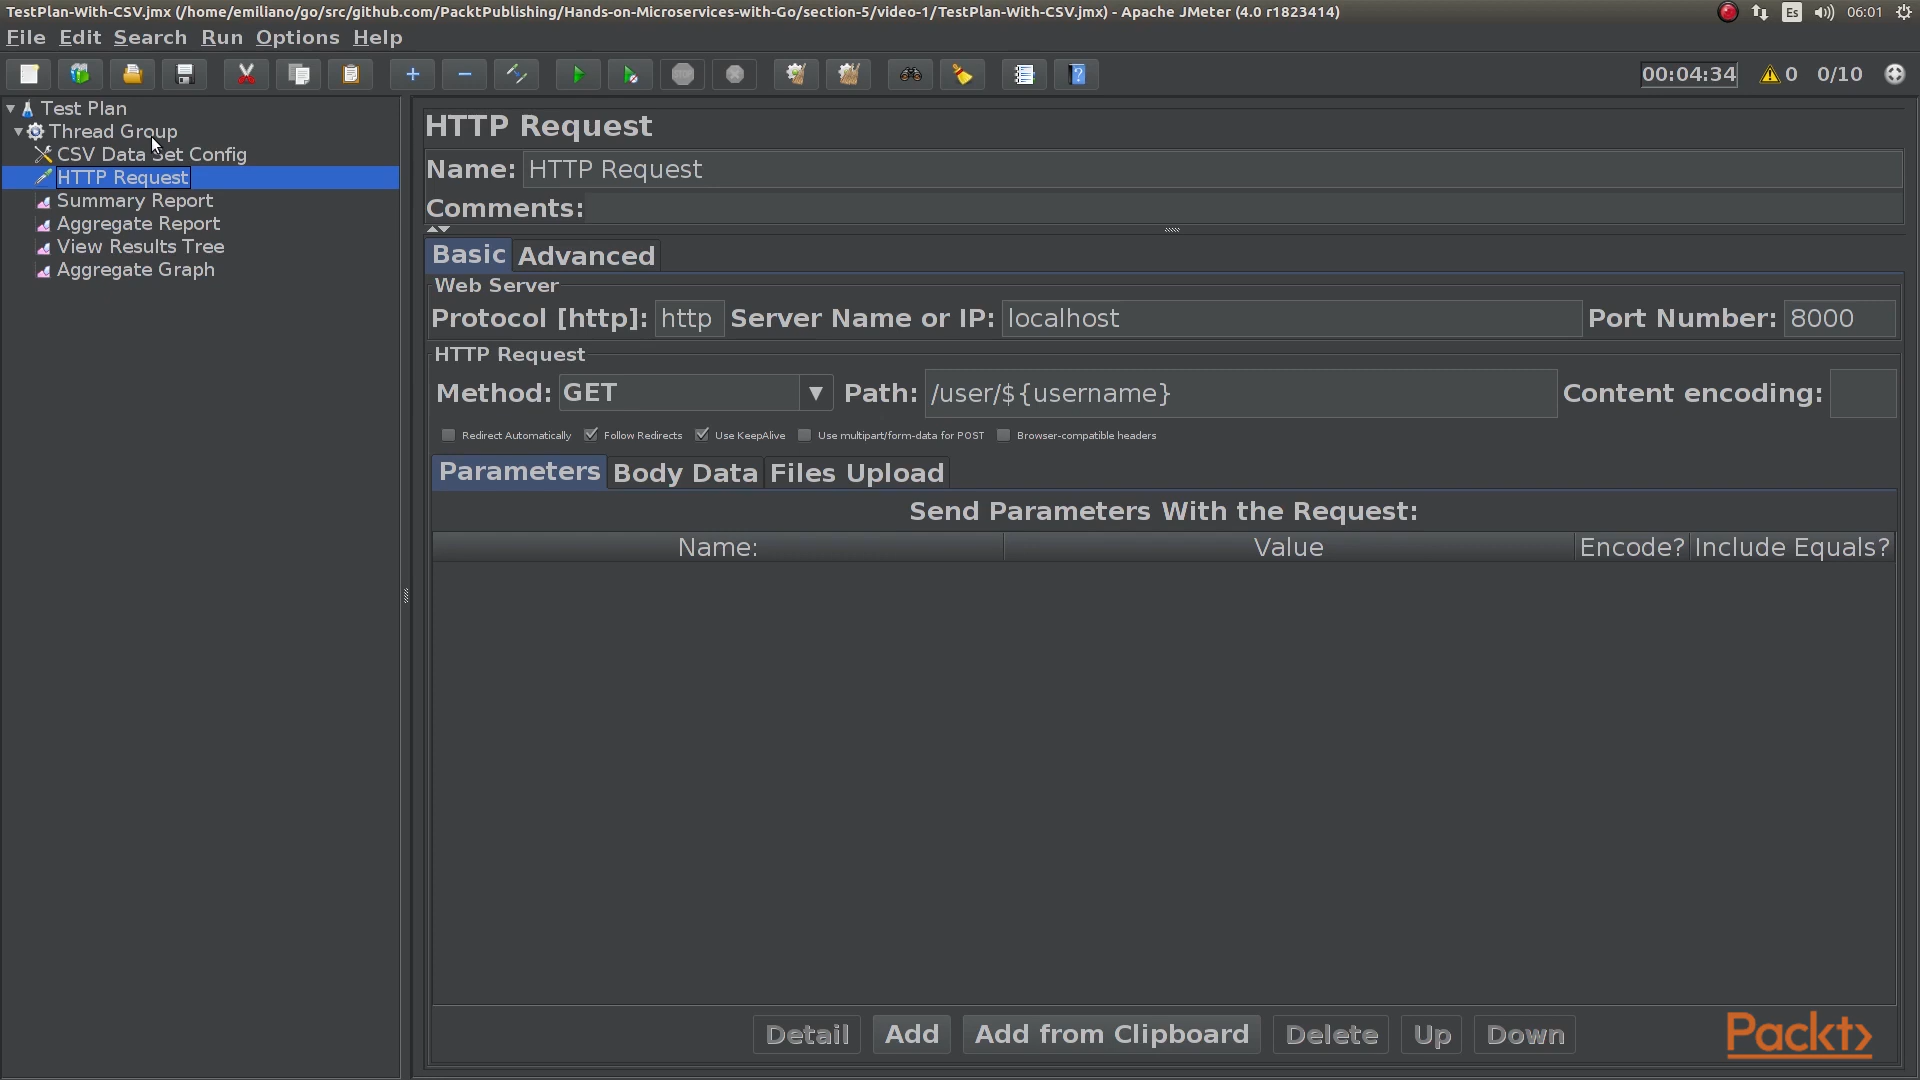 TestPlan-With-CSV.jmx (/home/emiliano/go/src/github.com/PacktPublishing/Hands-on-Microservices-with-Go/section-5/video-1/TestPlan-With-CSV.jmx) - Apache JMeter (4.0 r1823414) Es 06:01
File Edit Search Run Options Help
00:04:34 0 0/10
Test Plan
Thread Group
CSV Data Set Config
HTTP Request
Summary Report
Aggregate Report
View Results Tree
Aggregate Graph
HTTP Request
Name: HTTP Request
Comments:
Basic Advanced
Web Server
Protocol [http]: http Server Name or IP: localhost Port Number: 8000
HTTP Request
Method: GET Path: /user/${username} Content encoding:
Redirect Automatically Follow Redirects Use KeepAlive Use multipart/form-data for POST Browser-compatible headers
Parameters Body Data Files Upload
Send Parameters With the Request:
Name: Value Encode? Include Equals?
Detail Add Add from Clipboard Delete Up Down
Packt